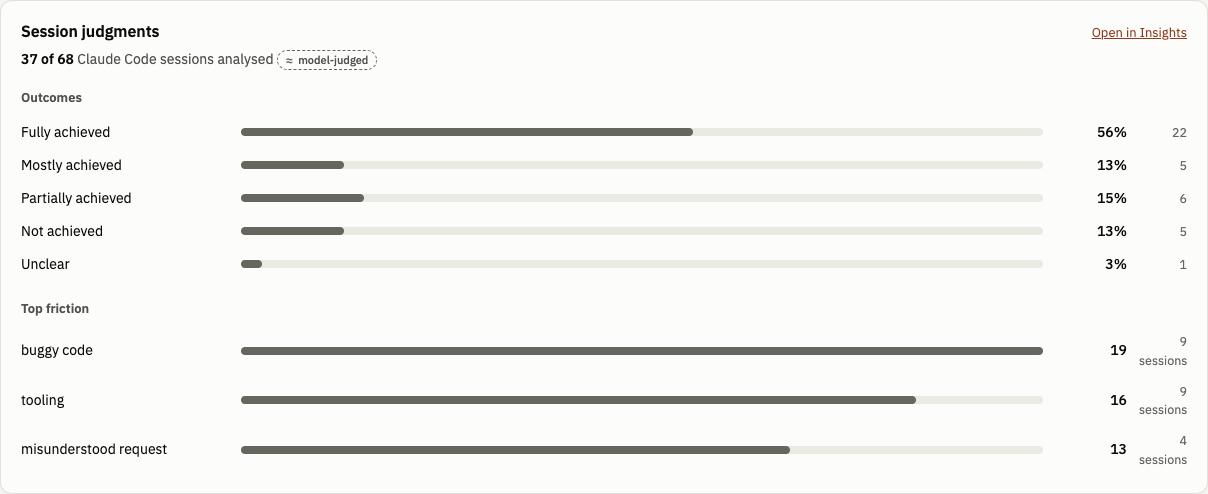 Session judgments
Open in Insights
37 of 68 Claude Code sessions analysed ≈ model-judged
Outcomes
Fully achieved 56% 22
Mostly achieved 13% 5
Partially achieved 15% 6
Not achieved 13% 5
Unclear 3% 1
Top friction
buggy code 19 9 sessions
tooling 16 9 sessions
misunderstood request 13 4 sessions